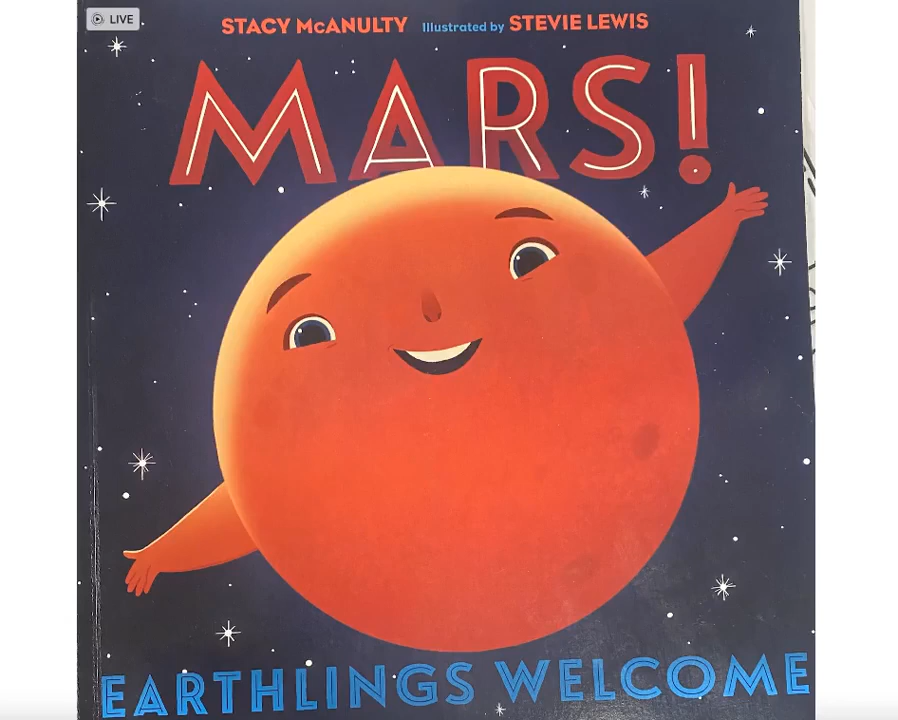 LIVE
STACY McANULTY Illustrated by STEVIE LEWIS
MARS!
EARTHLINGS WELCOME